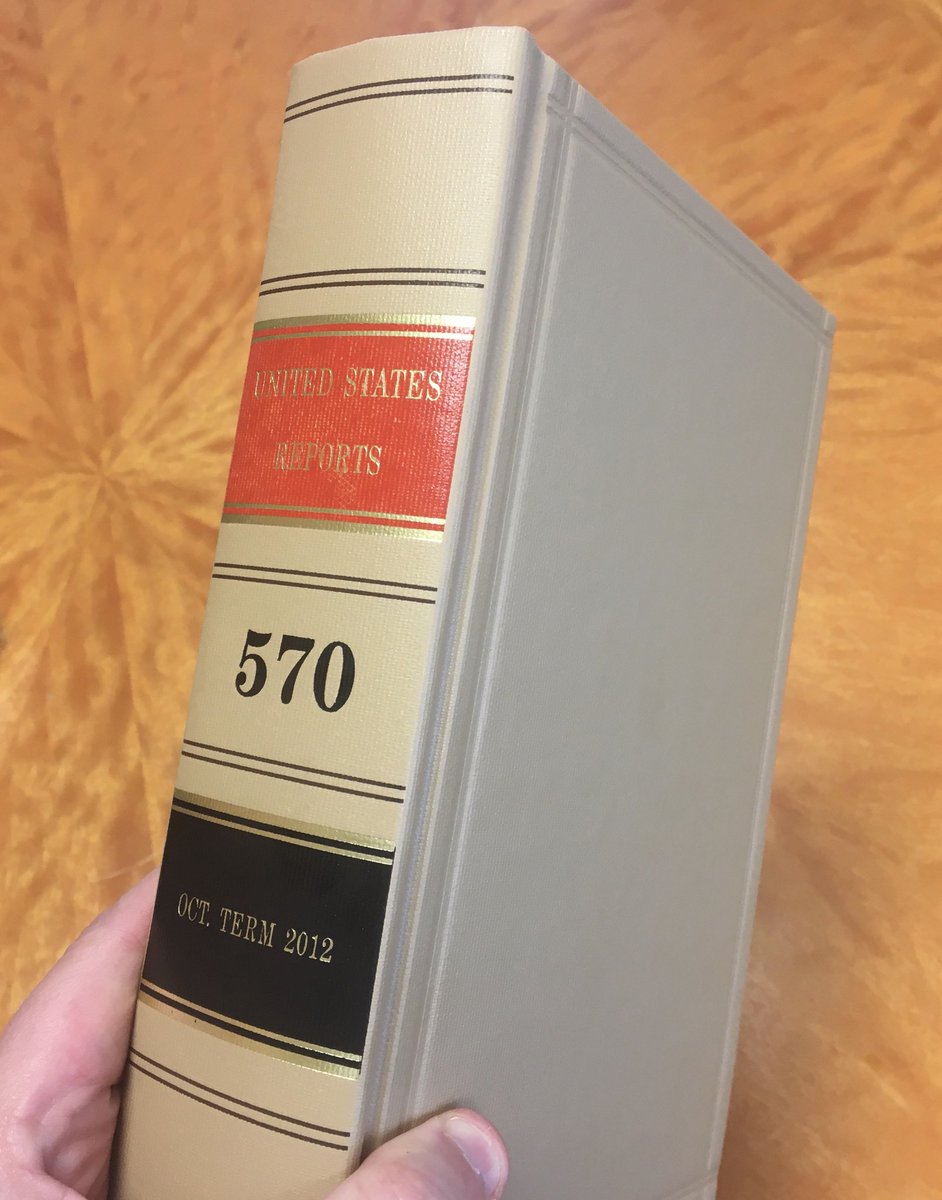 UNITED STATES
REPORTS
570
OCT. TERM 2012